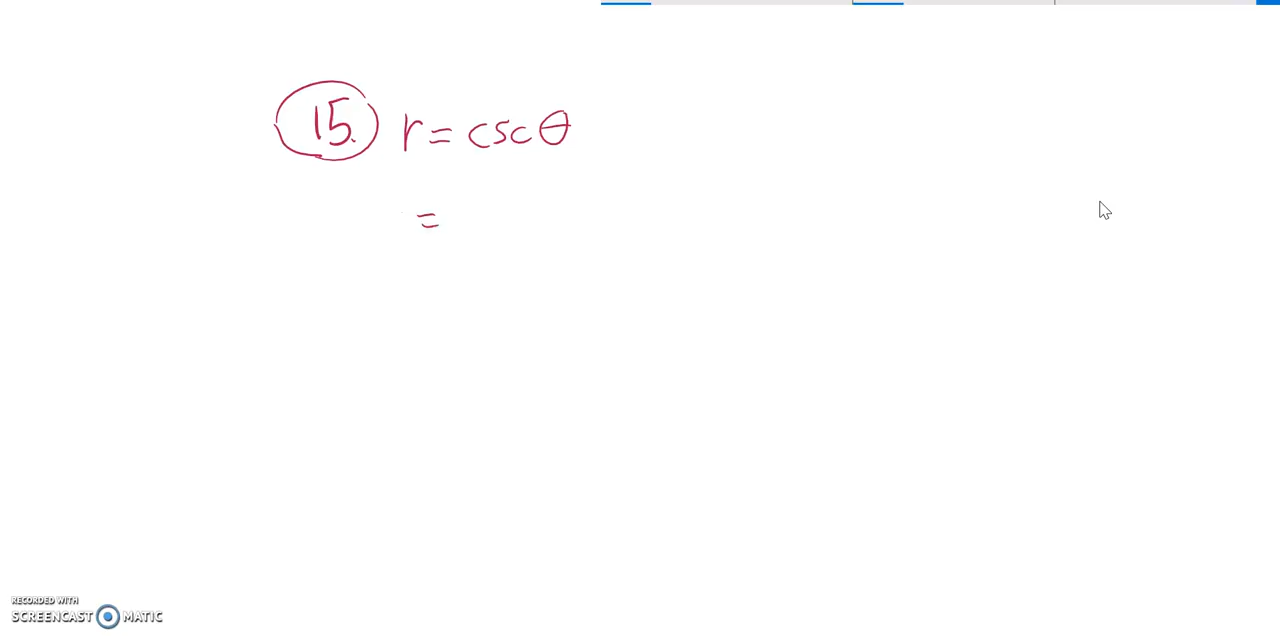 15. r = csc θ
=
RECORDED WITH
SCREENCAST MATIC